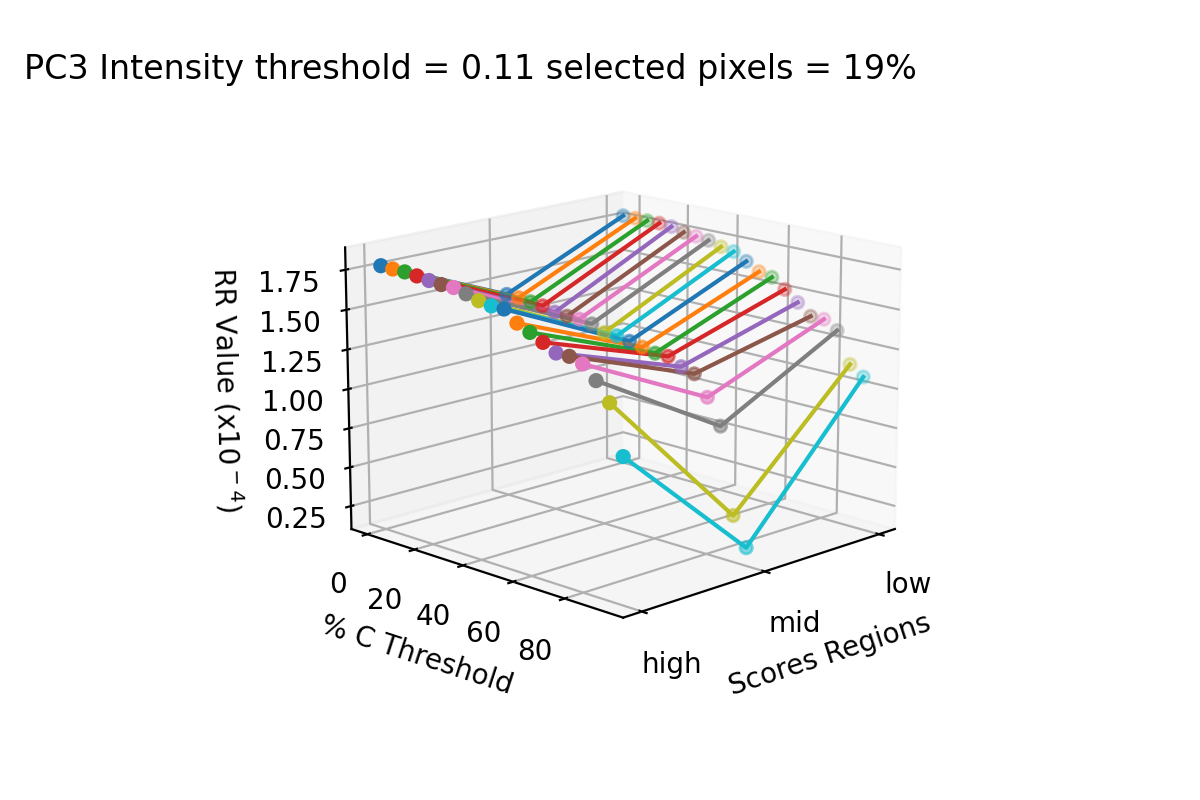 PC3 Intensity threshold = 0.11 selected pixels = 19%
RR Value (x10⁻⁴)
1.75
1.50
1.25
1.00
0.75
0.50
0.25
0
20
40
60
80
% C Threshold
high
mid
low
Scores Regions